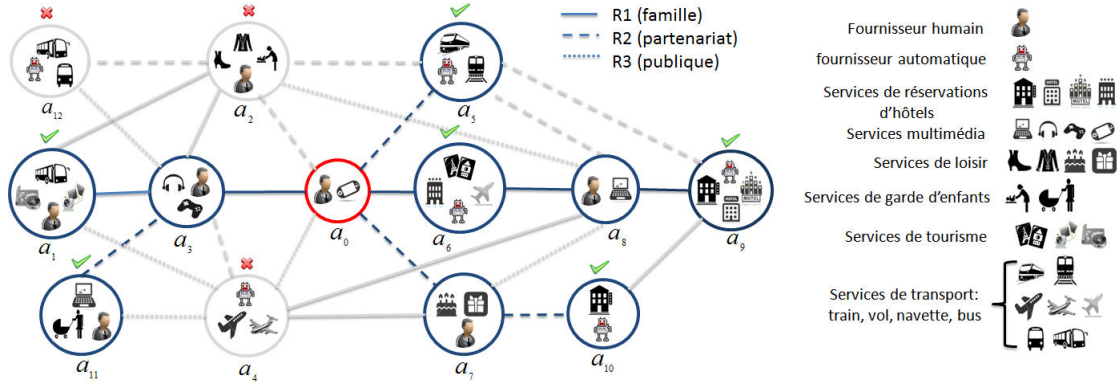 R1 (famille)
R2 (partenariat)
R3 (publique)
a12
a2
a5
a1
a3
a0
a6
a8
a9
a11
a4
a7
a10
Fournisseur humain
fournisseur automatique
Services de réservations
d'hôtels
Services multimédia
Services de loisir
Services de garde d'enfants
Services de tourisme
Services de transport:
train, vol, navette, bus